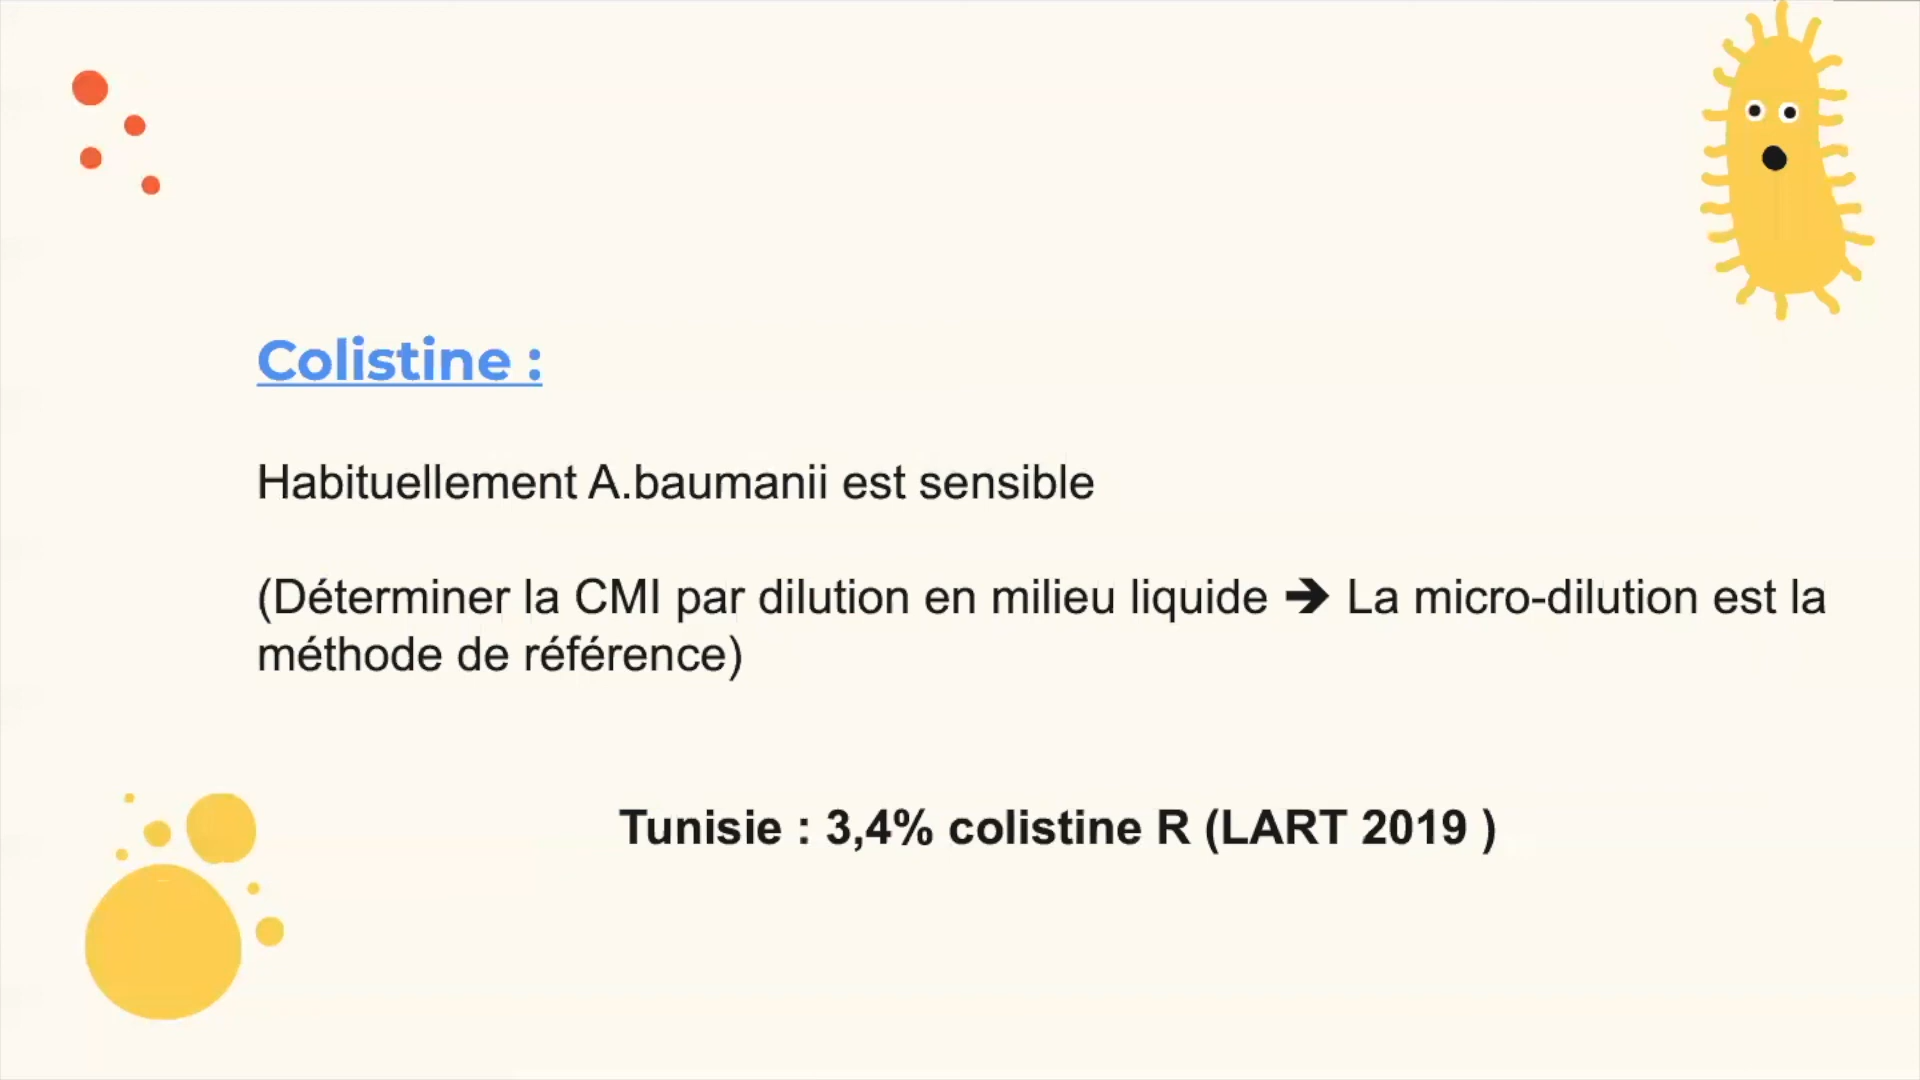 Colistine :
Habituellement A.baumanii est sensible
(Déterminer la CMI par dilution en milieu liquide ➔ La micro-dilution est la
méthode de référence)
Tunisie : 3,4% colistine R (LART 2019 )